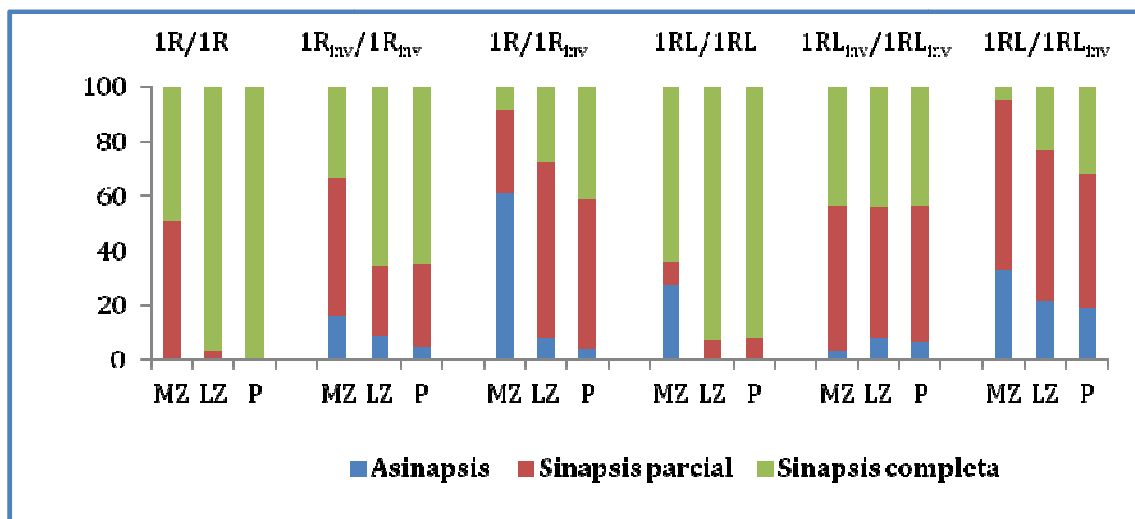 1R/1R 1Rinv/1Rinv 1R/1Rinv 1RL/1RL 1RLinv/1RLinv 1RL/1RLinv
100
80
60
40
20
0
MZ LZ P MZ LZ P MZ LZ P MZ LZ P MZ LZ P MZ LZ P
Asinapsis Sinapsis parcial Sinapsis completa